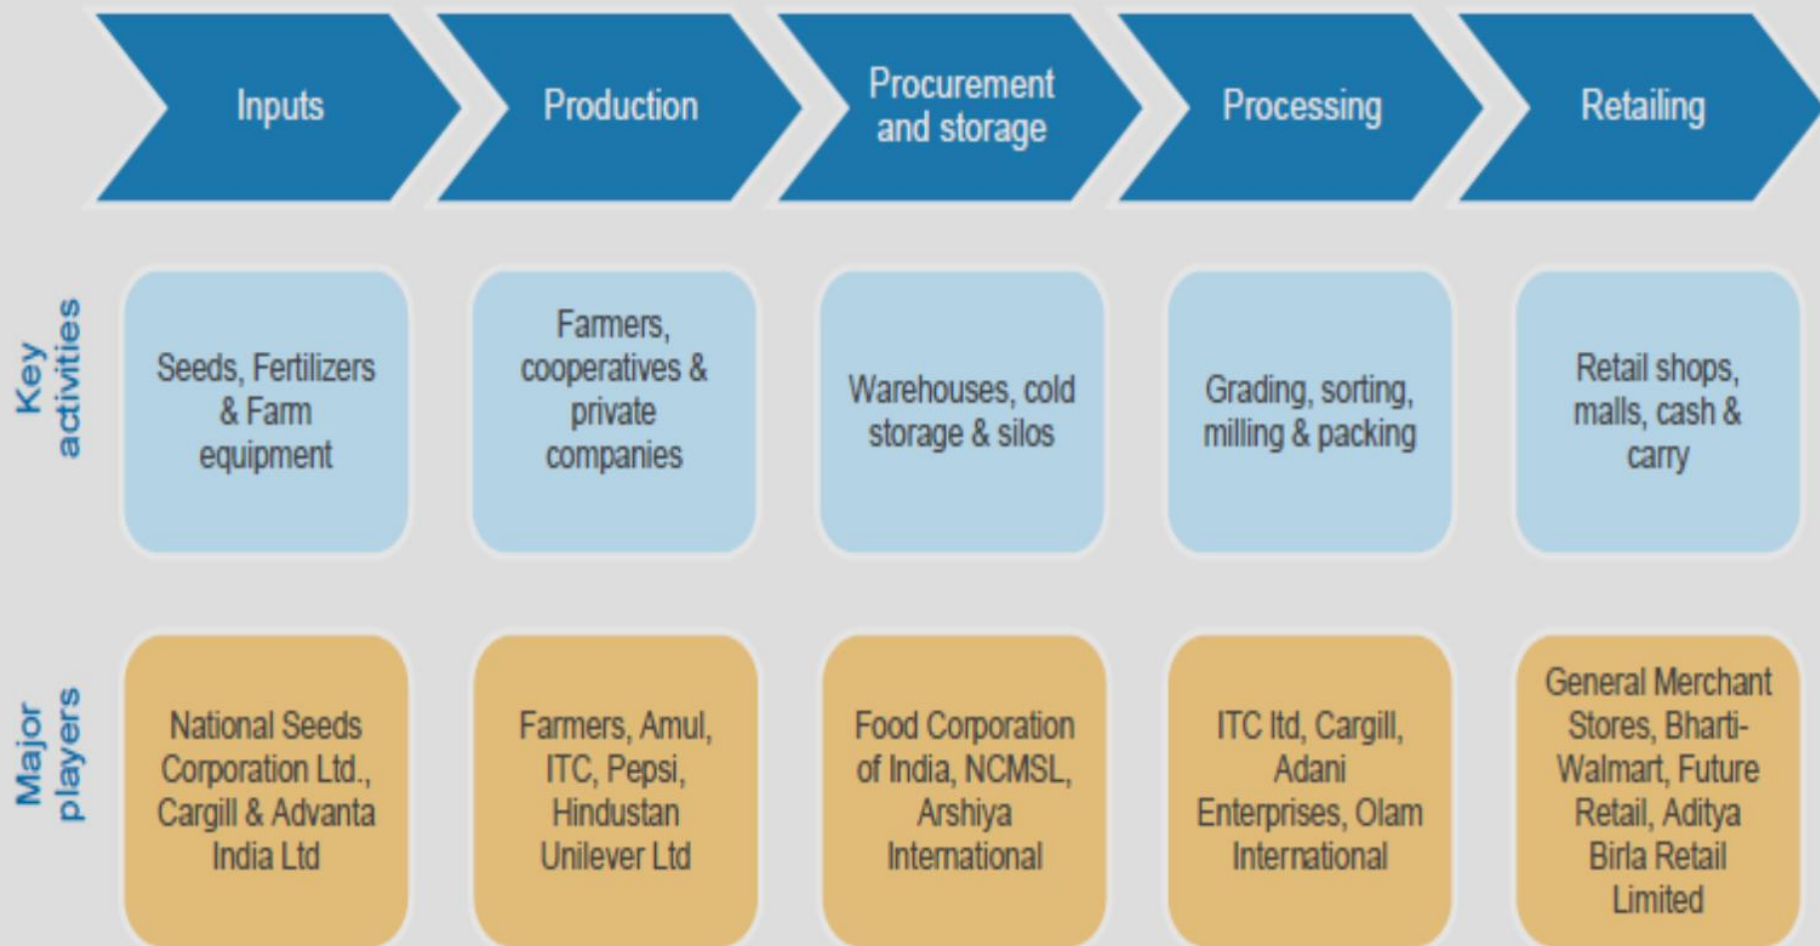 Inputs
Production
Procurement
and storage
Processing
Retailing
Key
activities
Seeds, Fertilizers
& Farm
equipment
Farmers,
cooperatives &
private
companies
Warehouses, cold
storage & silos
Grading, sorting,
milling & packing
Retail shops,
malls, cash &
carry
Major
players
National Seeds
Corporation Ltd.,
Cargill & Advanta
India Ltd
Farmers, Amul,
ITC, Pepsi,
Hindustan
Unilever Ltd
Food Corporation
of India, NCMSL,
Arshiya
International
ITC ltd, Cargill,
Adani
Enterprises, Olam
International
General Merchant
Stores, Bharti-
Walmart, Future
Retail, Aditya
Birla Retail
Limited